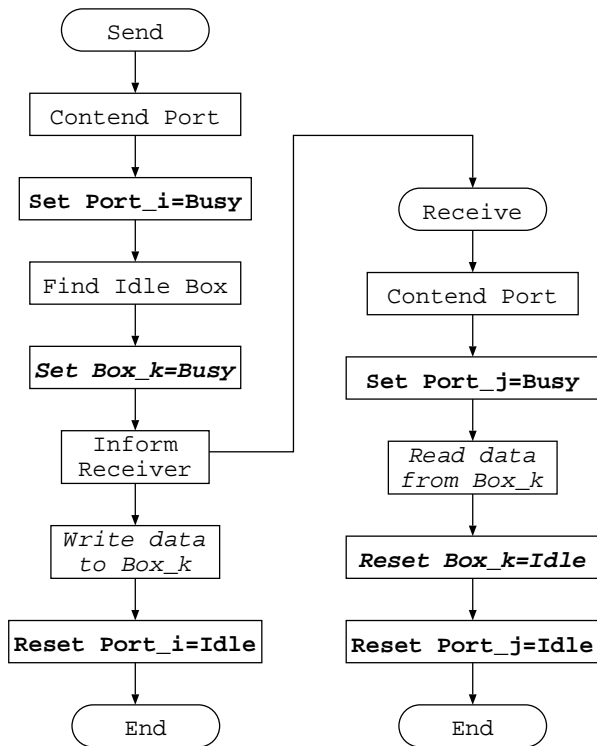 Send
Contend Port
Set Port_i=Busy
Find Idle Box
Set Box_k=Busy
Inform
Receiver
Write data
to Box_k
Reset Port_i=Idle
End
Receive
Contend Port
Set Port_j=Busy
Read data
from Box_k
Reset Box_k=Idle
Reset Port_j=Idle
End